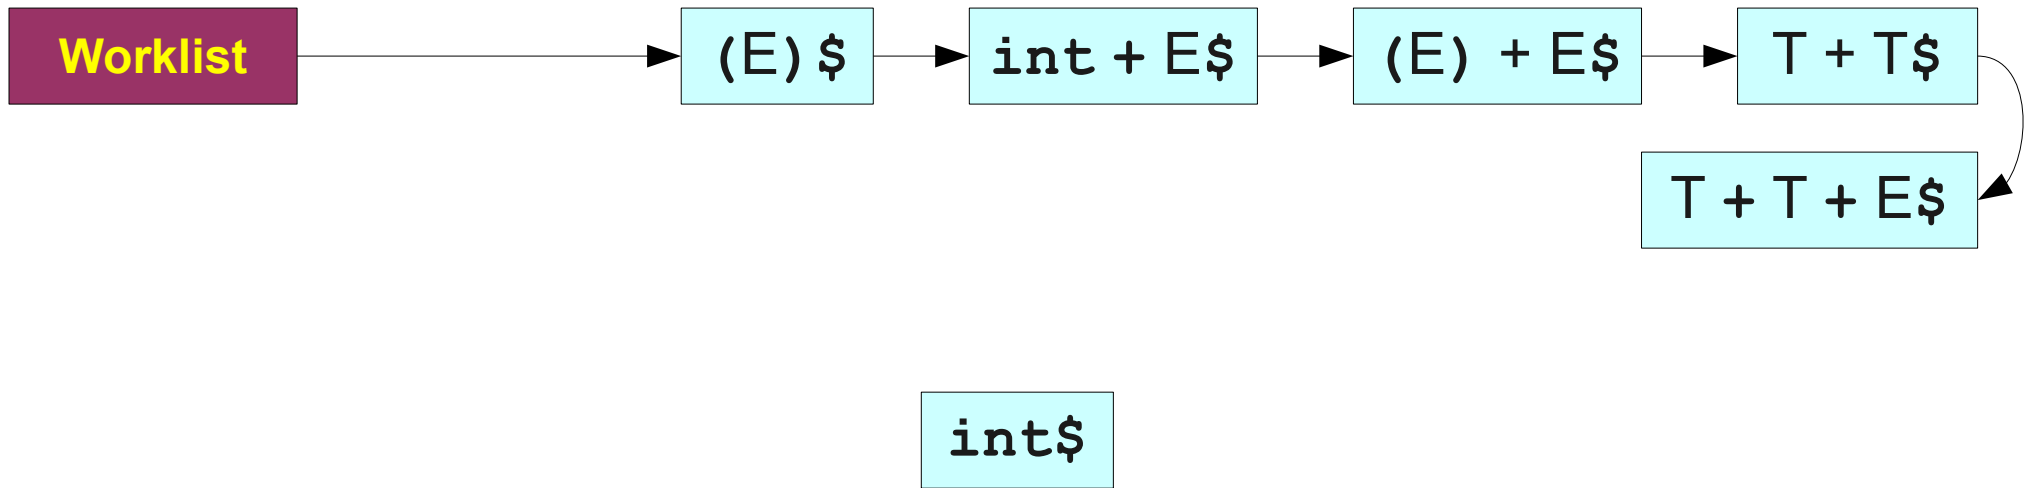 Worklist (E)$ int + E$ (E) + E$ T + T$
T + T + E$
int$